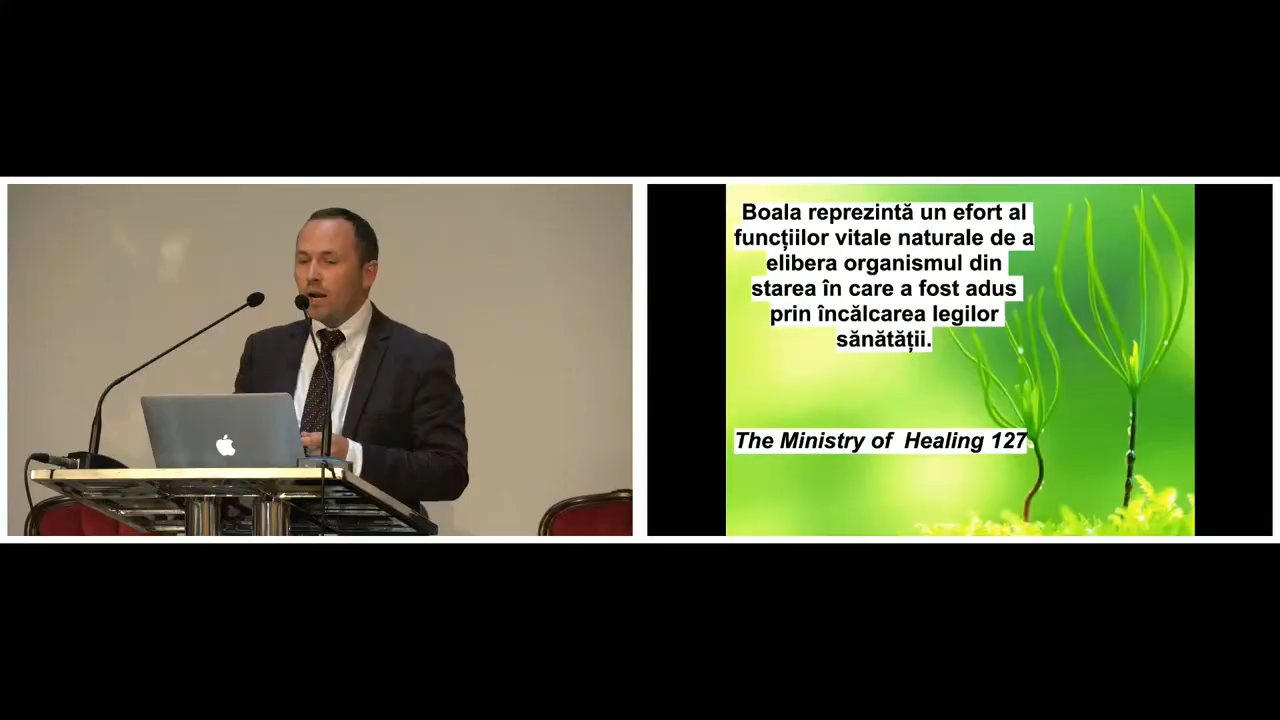 Boala reprezintă un efort al
funcțiilor vitale naturale de a
elibera organismul din
starea în care a fost adus
prin încălcarea legilor
sănătății.
The Ministry of  Healing 127